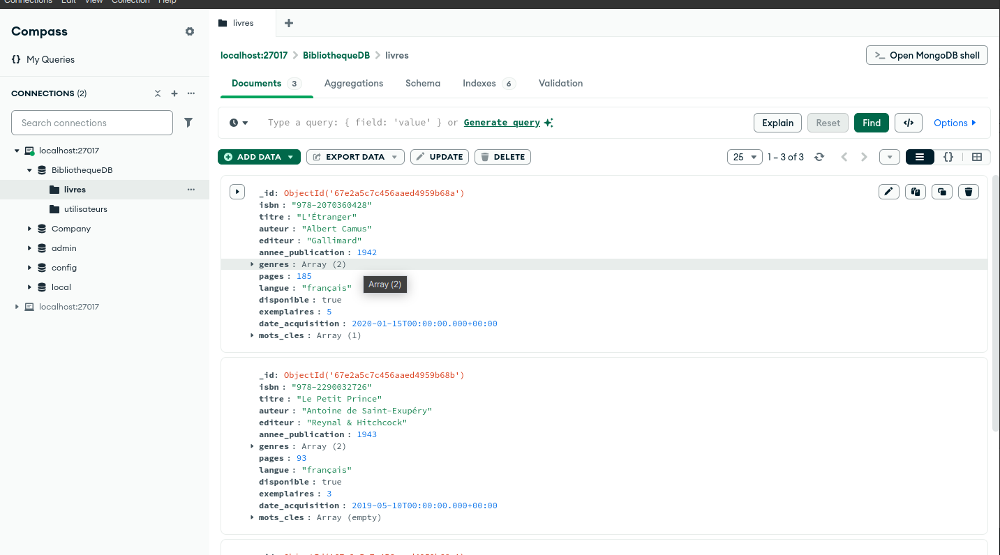 Connections Edit View Collection Help
Compass
{} My Queries
CONNECTIONS (2)
Search connections
localhost:27017
BibliothequeDB
livres
utilisateurs
Company
admin
config
local
localhost:27017
livres
localhost:27017 > BibliothequeDB > livres
>_ Open MongoDB shell
Documents 3 Aggregations Schema Indexes 6 Validation
Type a query: { field: 'value' } or Generate query
Explain Reset Find </> Options
ADD DATA EXPORT DATA UPDATE DELETE
25 1 – 3 of 3 {}
_id: ObjectId('67e2a5c7c456aaed4959b68a')
isbn : "978-2070360428"
titre : "L'Étranger"
auteur : "Albert Camus"
editeur : "Gallimard"
annee_publication : 1942
genres : Array (2)
pages : 185
langue : "français"
Array (2)
disponible : true
exemplaires : 5
date_acquisition : 2020-01-15T00:00:00.000+00:00
mots_cles : Array (1)
_id: ObjectId('67e2a5c7c456aaed4959b68b')
isbn : "978-2290032726"
titre : "Le Petit Prince"
auteur : "Antoine de Saint-Exupéry"
editeur : "Reynal & Hitchcock"
annee_publication : 1943
genres : Array (2)
pages : 93
langue : "français"
disponible : true
exemplaires : 3
date_acquisition : 2019-05-10T00:00:00.000+00:00
mots_cles : Array (empty)